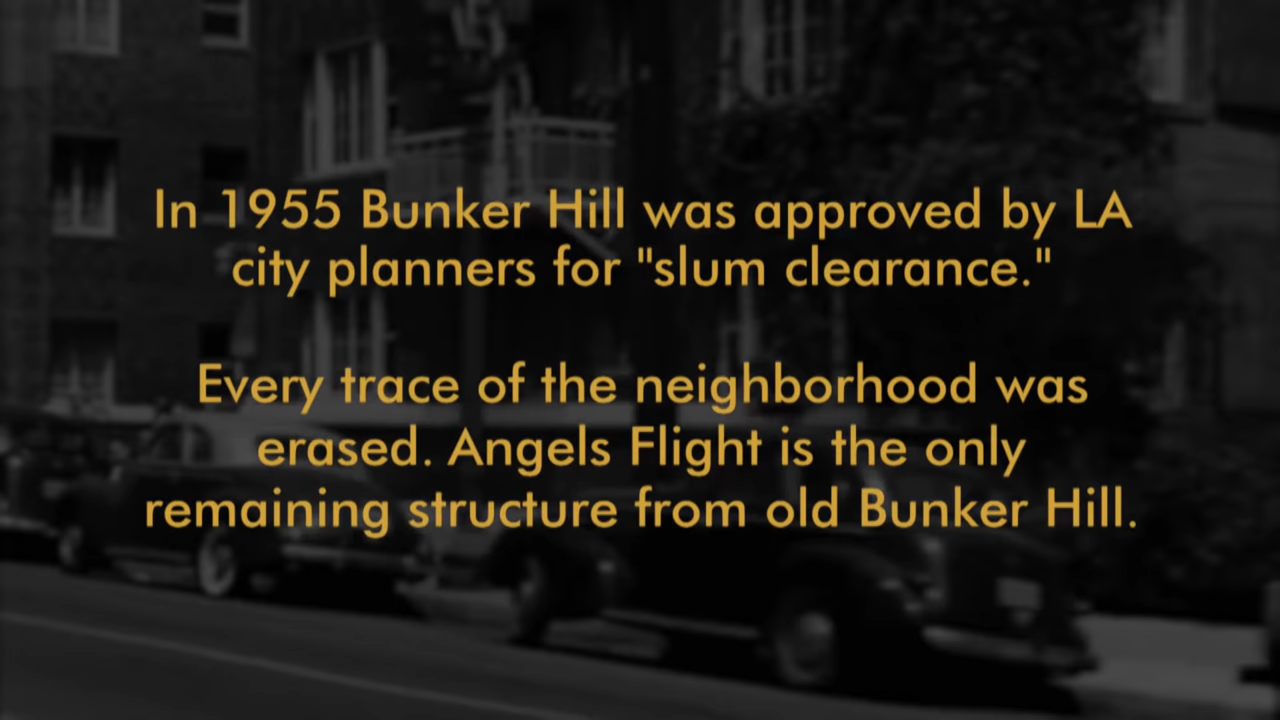 In 1955 Bunker Hill was approved by LA
city planners for "slum clearance."
Every trace of the neighborhood was
erased. Angels Flight is the only
remaining structure from old Bunker Hill.